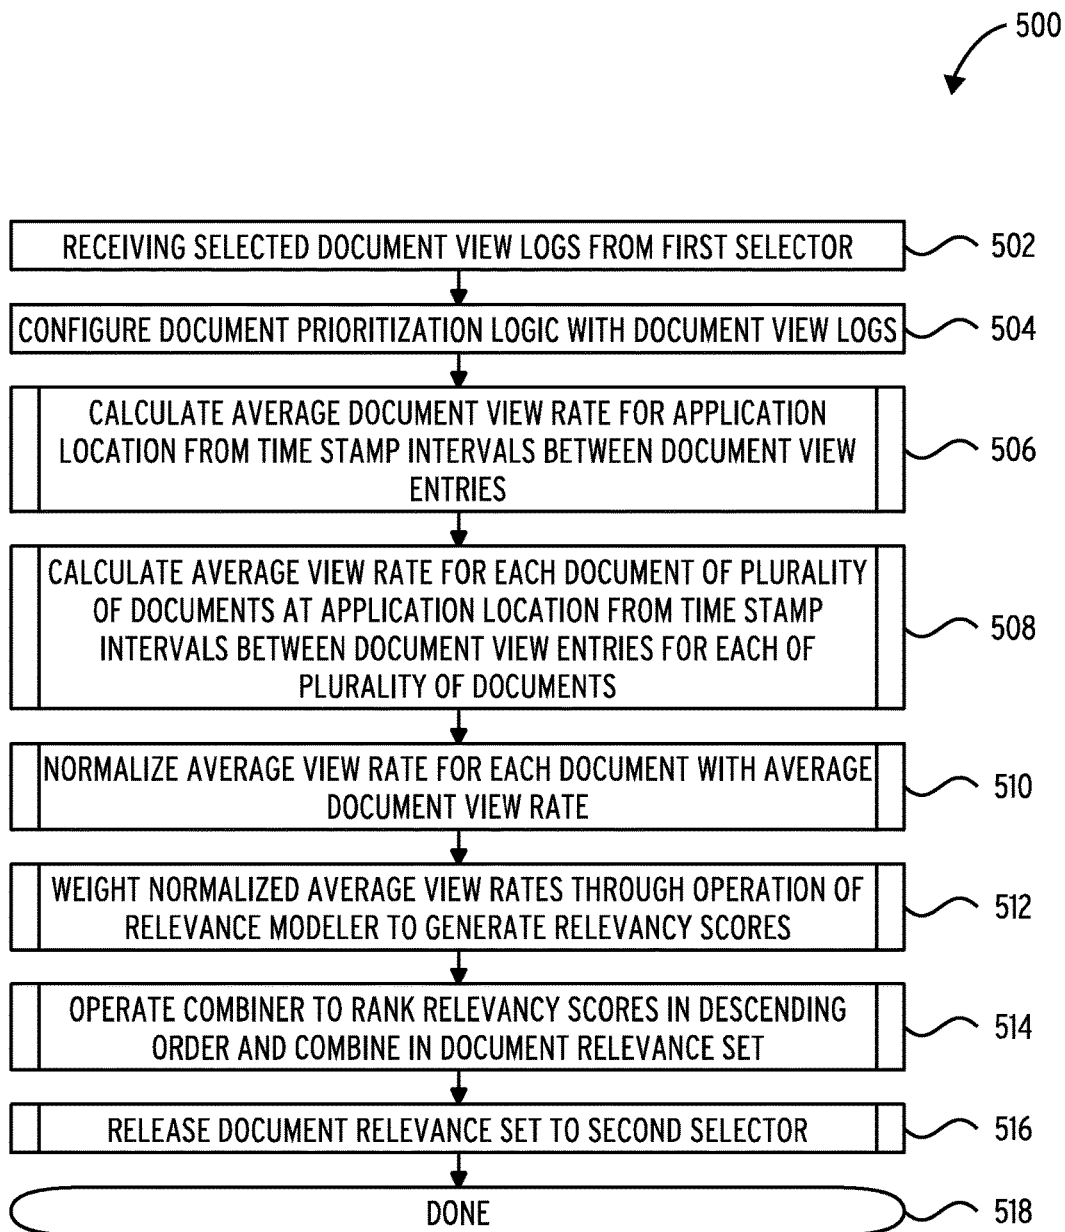 500
RECEIVING SELECTED DOCUMENT VIEW LOGS FROM FIRST SELECTOR
502
CONFIGURE DOCUMENT PRIORITIZATION LOGIC WITH DOCUMENT VIEW LOGS
504
CALCULATE AVERAGE DOCUMENT VIEW RATE FOR APPLICATION
LOCATION FROM TIME STAMP INTERVALS BETWEEN DOCUMENT VIEW
ENTRIES
506
CALCULATE AVERAGE VIEW RATE FOR EACH DOCUMENT OF PLURALITY
OF DOCUMENTS AT APPLICATION LOCATION FROM TIME STAMP
INTERVALS BETWEEN DOCUMENT VIEW ENTRIES FOR EACH OF
PLURALITY OF DOCUMENTS
508
NORMALIZE AVERAGE VIEW RATE FOR EACH DOCUMENT WITH AVERAGE
DOCUMENT VIEW RATE
510
WEIGHT NORMALIZED AVERAGE VIEW RATES THROUGH OPERATION OF
RELEVANCE MODELER TO GENERATE RELEVANCY SCORES
512
OPERATE COMBINER TO RANK RELEVANCY SCORES IN DESCENDING
ORDER AND COMBINE IN DOCUMENT RELEVANCE SET
514
RELEASE DOCUMENT RELEVANCE SET TO SECOND SELECTOR
516
DONE
518